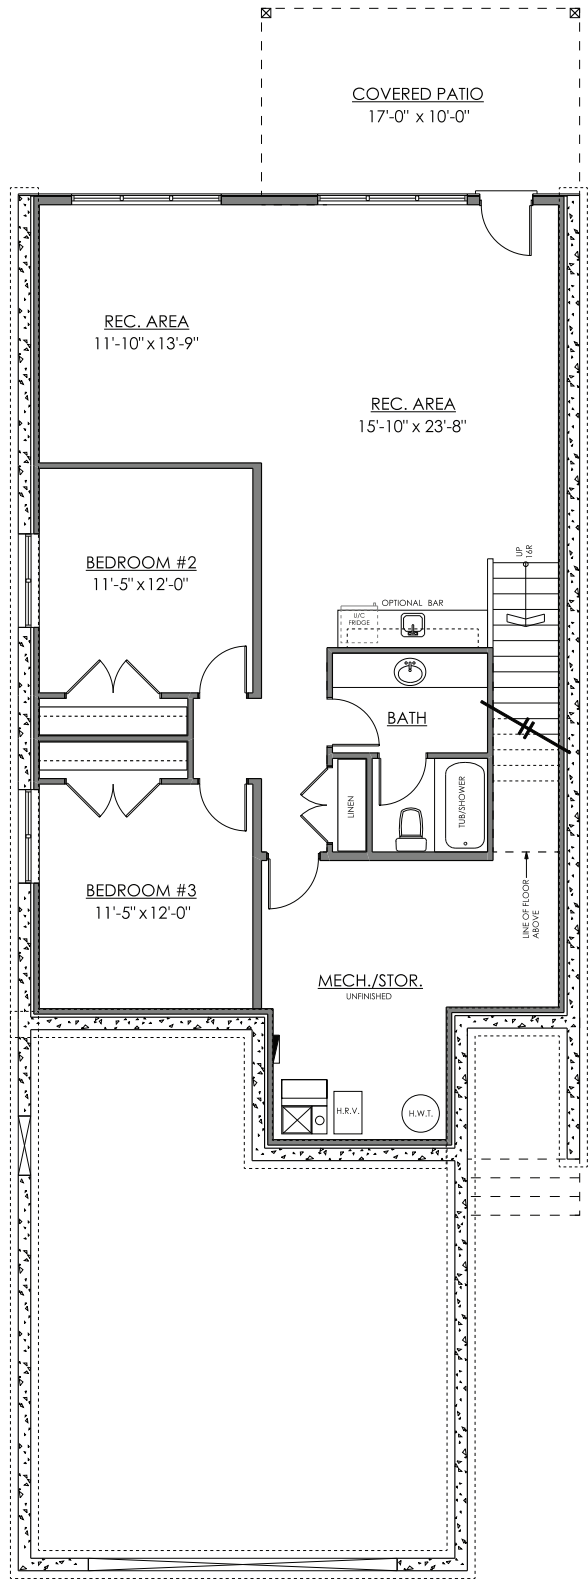 COVERED PATIO
17'-0" x 10'-0"
REC. AREA
11'-10" x 13'-9"
REC. AREA
15'-10" x 23'-8"
UP
16R
BEDROOM #2
11'-5" x 12'-0"
OPTIONAL BAR
U/C
FRIDGE
BATH
LINEN
TUB/SHOWER
BEDROOM #3
11'-5" x 12'-0"
LINE OF FLOOR
ABOVE
MECH./STOR.
UNFINISHED
H.R.V.
H.W.T.